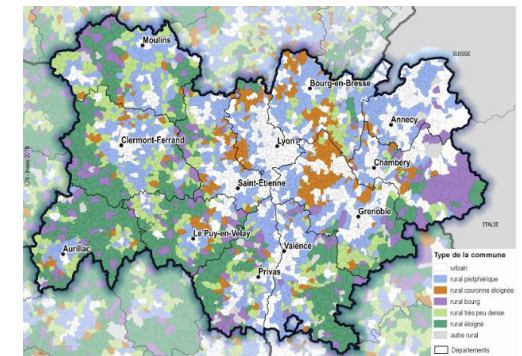 Moulins
SUISSE
Bourg-en-Bresse
Annecy
Clermont-Ferrand
Lyon
Chambéry
Saint-Etienne
Grenoble
ITALIE
Le Puy-en-Velay
Aurillac
Valence
Privas
Type de la commune
urbain
rural périphérique
rural couronne éloignée
rural bourg
rural très peu dense
rural éloigné
autre rural
Départements